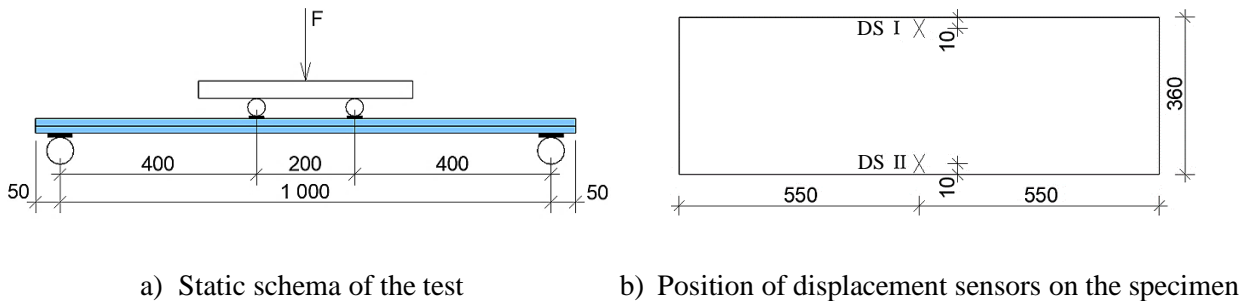 F
400 200 400
50 1 000 50
a) Static schema of the test
DS I
10
360
DS II
10
550 550
b) Position of displacement sensors on the specimen